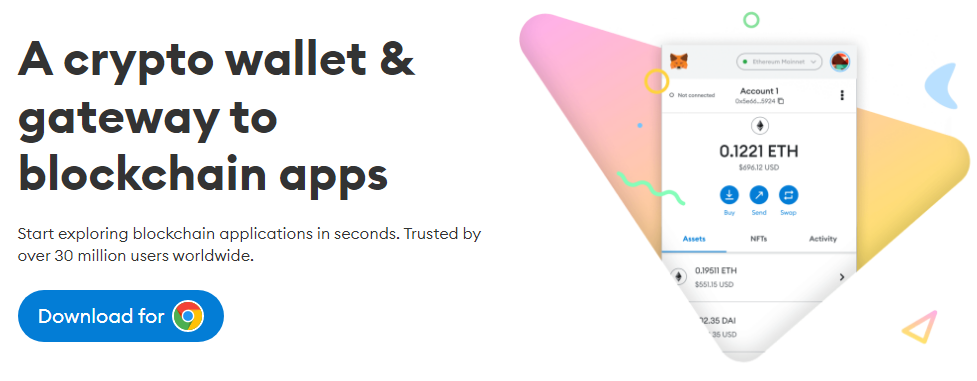 A crypto wallet &
gateway to
blockchain apps
Start exploring blockchain applications in seconds. Trusted by
over 30 million users worldwide.
Download for
Ethereum Mainnet
Not connected
Account 1
0x5e66...5924
0.1221 ETH
$696.12 USD
Buy
Send
Swap
Assets
NFTs
Activity
0.19511 ETH
$551.15 USD
02.35 DAI
.35 USD